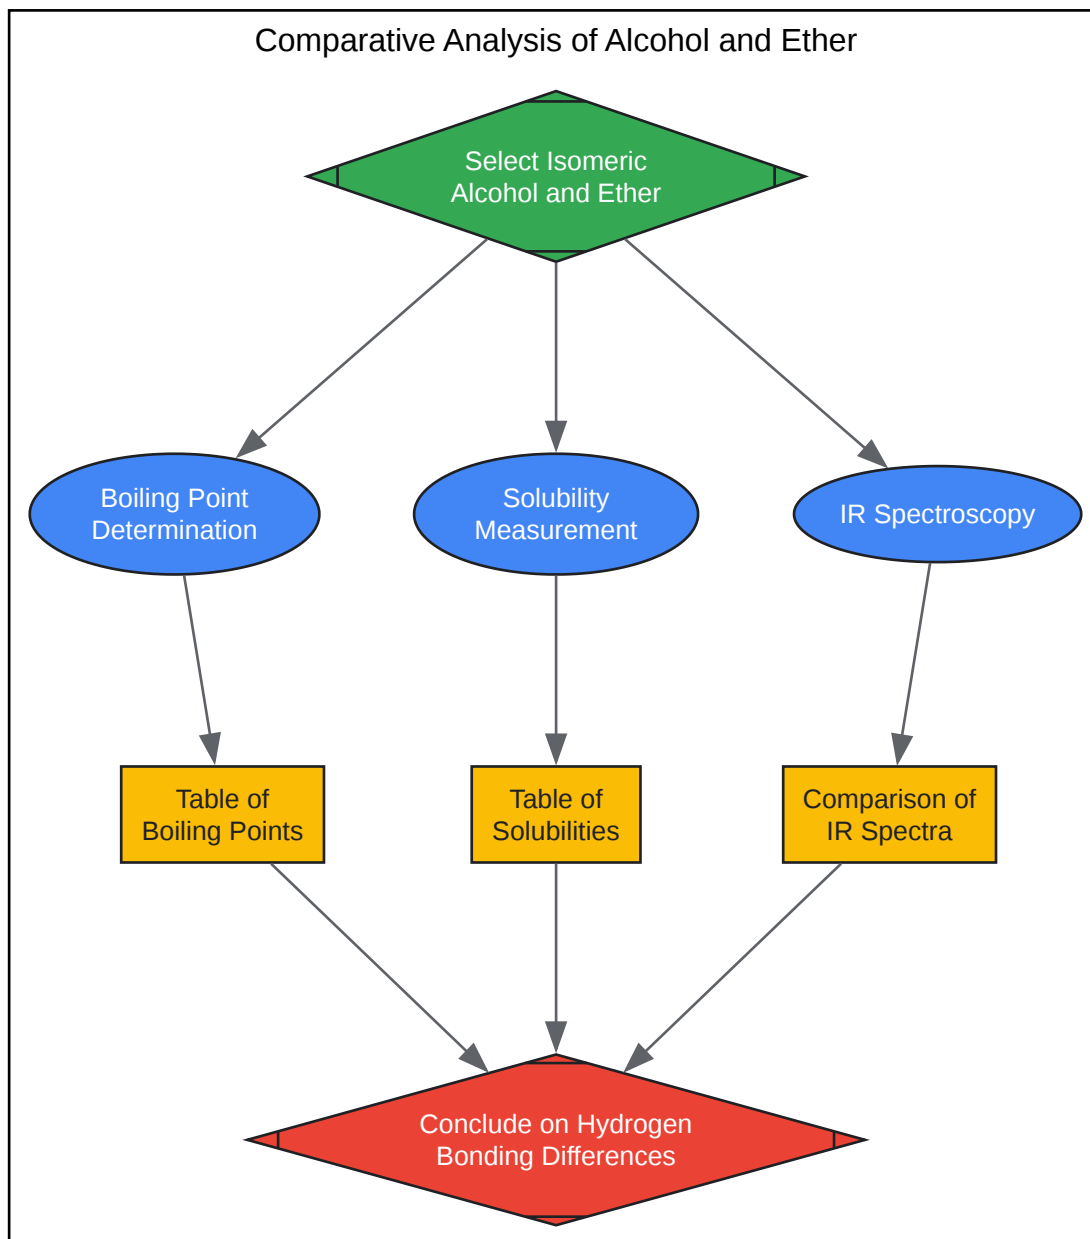 Comparative Analysis of Alcohol and Ether
Select Isomeric
Alcohol and Ether
Boiling Point
Determination
Solubility
Measurement
IR Spectroscopy
Table of
Boiling Points
Table of
Solubilities
Comparison of
IR Spectra
Conclude on Hydrogen
Bonding Differences